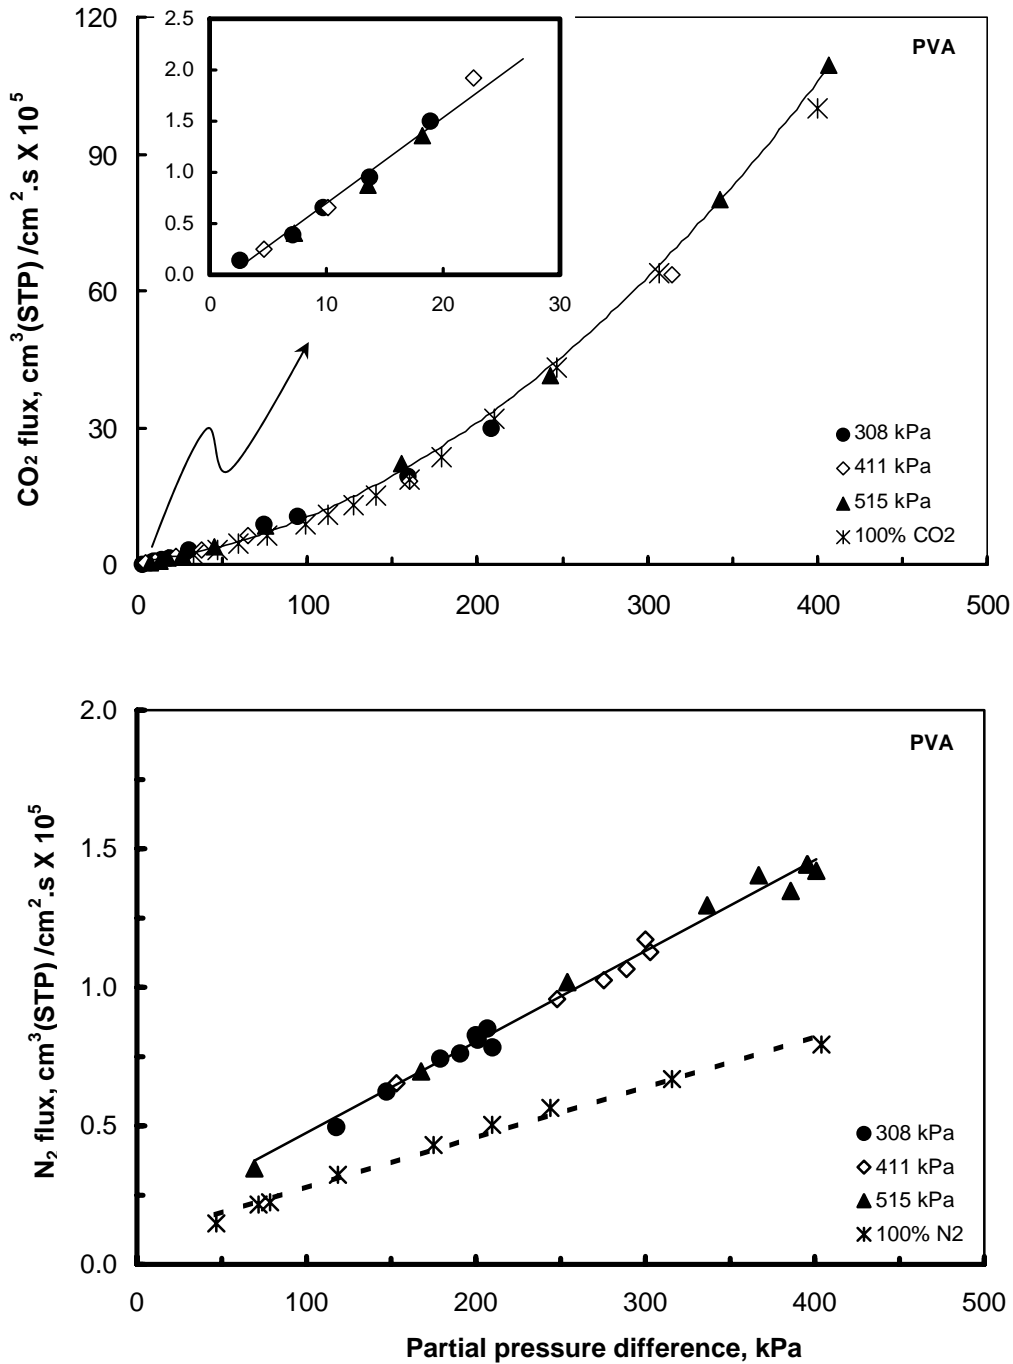 PVA
CO2 flux, cm3(STP) /cm2.s X 10 5
120
90
60
30
0
0 100 200 300 400 500
2.5
2.0
1.5
1.0
0.5
0.0
0 10 20 30
308 kPa
411 kPa
515 kPa
100% CO2
PVA
N2 flux, cm3(STP) /cm2.s X 105
2.0
1.5
1.0
0.5
0.0
0 100 200 300 400 500
308 kPa
411 kPa
515 kPa
100% N2
Partial pressure difference, kPa